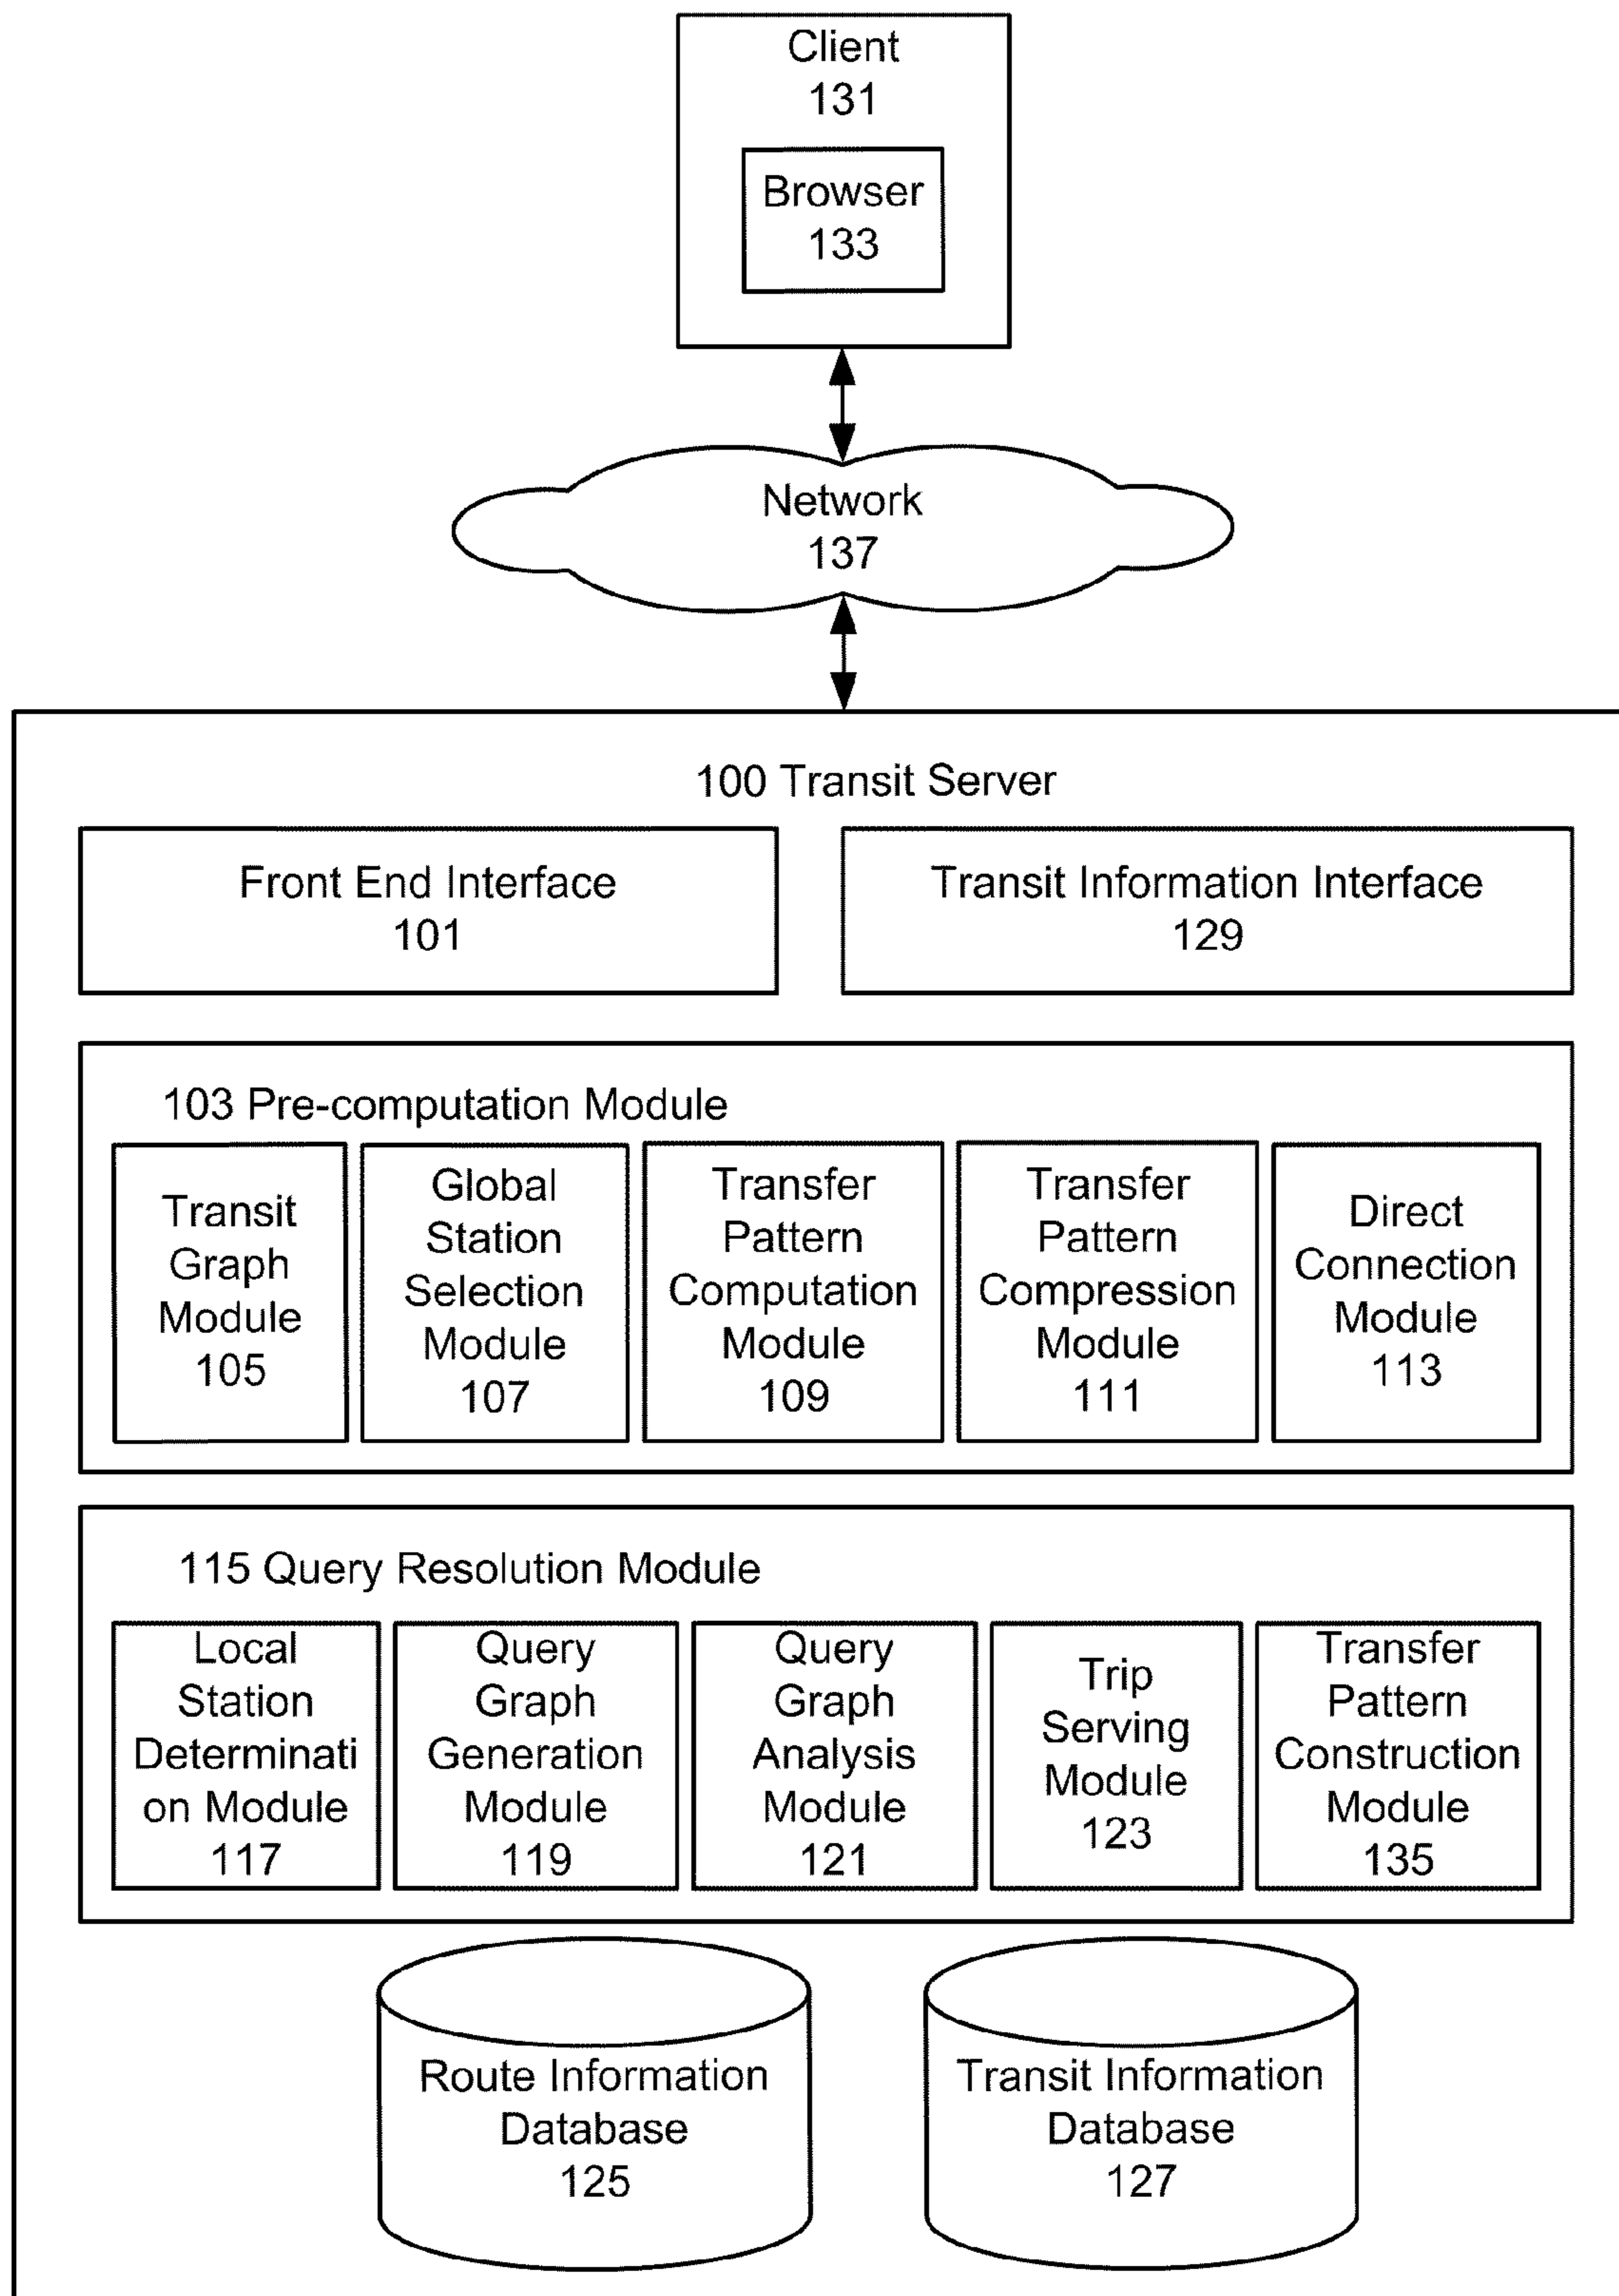 Client
131
Browser
133
Network
137
100 Transit Server
Front End Interface
101
Transit Information Interface
129
103 Pre-computation Module
Transit
Graph
Module
105
Global
Station
Selection
Module
107
Transfer
Pattern
Computation
Module
109
Transfer
Pattern
Compression
Module
111
Direct
Connection
Module
113
115 Query Resolution Module
Local
Station
Determinati
on Module
117
Query
Graph
Generation
Module
119
Query
Graph
Analysis
Module
121
Trip
Serving
Module
123
Transfer
Pattern
Construction
Module
135
Route Information
Database
125
Transit Information
Database
127